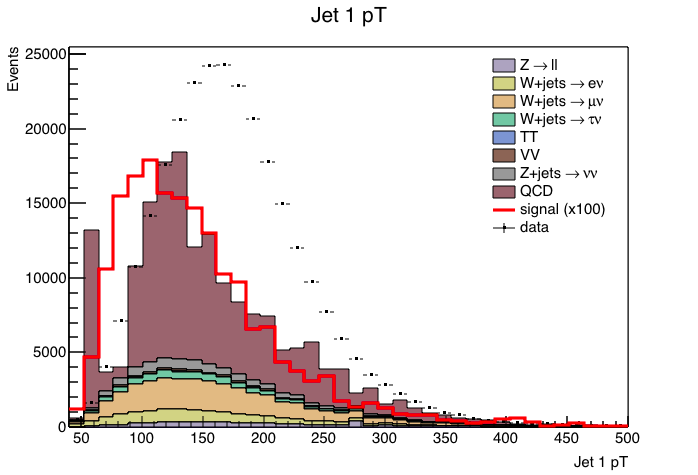 Jet 1 pT
Events
25000
20000
15000
10000
5000
0
Z → ll
W+jets → eν
W+jets → μν
W+jets → τν
TT
VV
Z+jets → νν
QCD
signal (x100)
data
50 100 150 200 250 300 350 400 450 500
Jet 1 pT